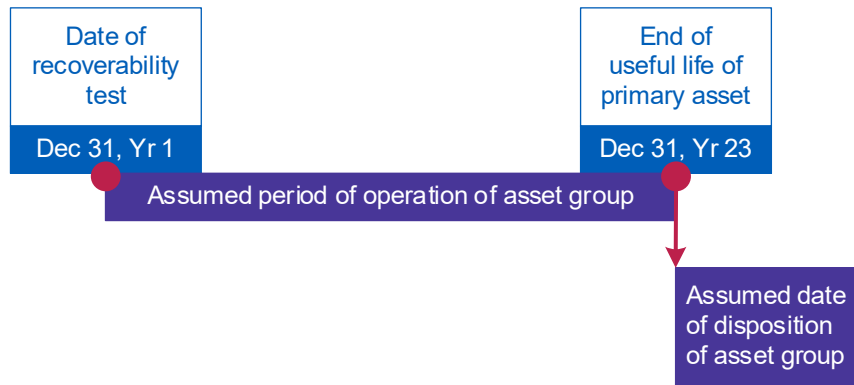 Date of
recoverability
test
Dec 31, Yr 1
End of
useful life of
primary asset
Dec 31, Yr 23
Assumed period of operation of asset group
Assumed date
of disposition
of asset group